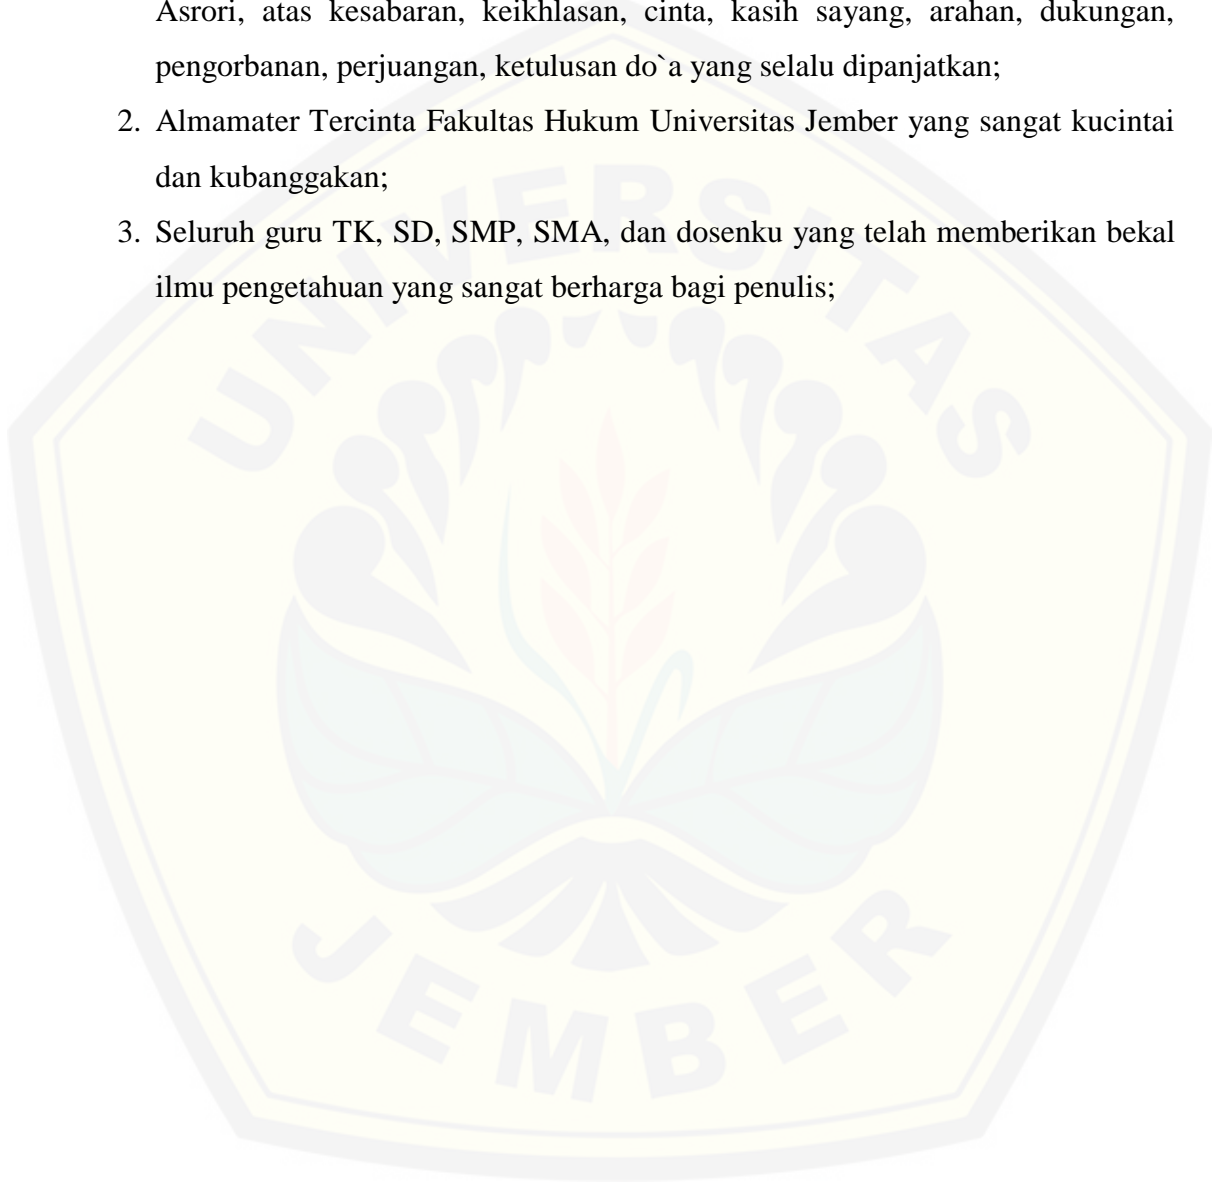 Asrori, atas kesabaran, keikhlasan, cinta, kasih sayang, arahan, dukungan,
pengorbanan, perjuangan, ketulusan do`a yang selalu dipanjatkan;
2. Almamater Tercinta Fakultas Hukum Universitas Jember yang sangat kucintai
dan kubanggakan;
3. Seluruh guru TK, SD, SMP, SMA, dan dosenku yang telah memberikan bekal
ilmu pengetahuan yang sangat berharga bagi penulis;
UNIVERSITAS
JEMBER